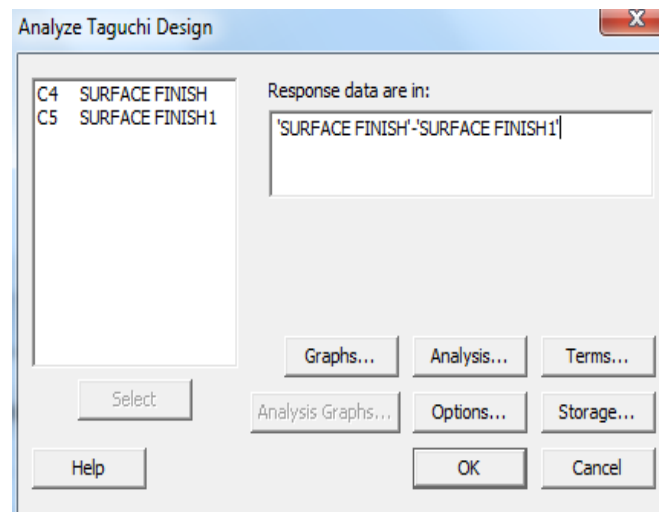 Analyze Taguchi Design
X
C4 SURFACE FINISH
C5 SURFACE FINISH1
Response data are in:
'SURFACE FINISH'-'SURFACE FINISH1'
Graphs... Analysis... Terms...
Select
Analysis Graphs... Options... Storage...
Help OK Cancel